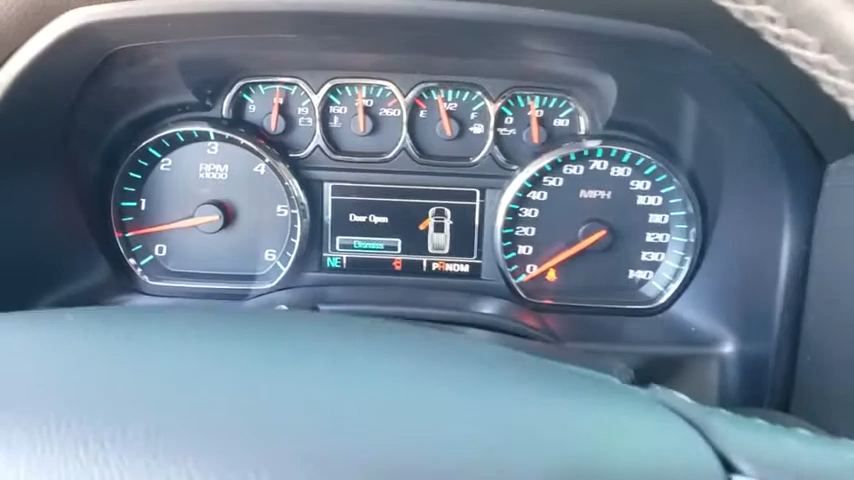 9 14 19
160 210 260
E 1/2 F
0 40 80
0 1 2 3 4 5 6
RPM
x1000
Door Open
Dismiss
NE
PRNDM
0 10 20 30 40 50 60 70 80 90 100 110 120 130 140
MPH